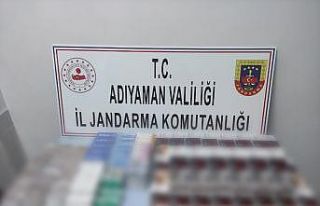 T.C.
ADIYAMAN VALİLİĞİ
İL JANDARMA KOMUTANLIĞI